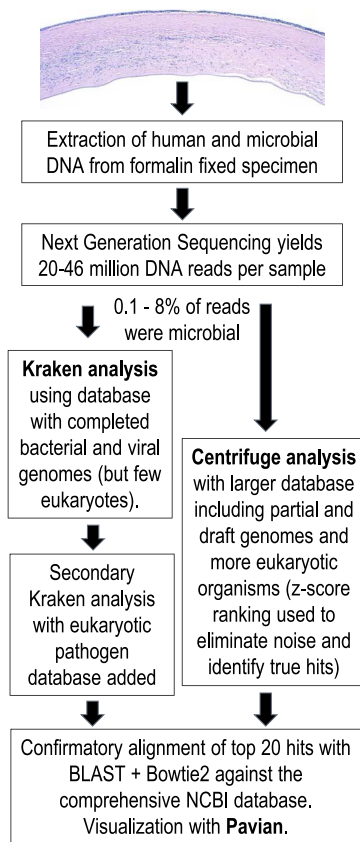 Extraction of human and microbial
DNA from formalin fixed specimen
Next Generation Sequencing yields
20-46 million DNA reads per sample
0.1 - 8% of reads
were microbial
Kraken analysis
using database
with completed
bacterial and viral
genomes (but few
eukaryotes).
Secondary
Kraken analysis
with eukaryotic
pathogen
database added
Centrifuge analysis
with larger database
including partial and
draft genomes and
more eukaryotic
organisms (z-score
ranking used to
eliminate noise and
identify true hits)
Confirmatory alignment of top 20 hits with
BLAST + Bowtie2 against the
comprehensive NCBI database.
Visualization with Pavian.